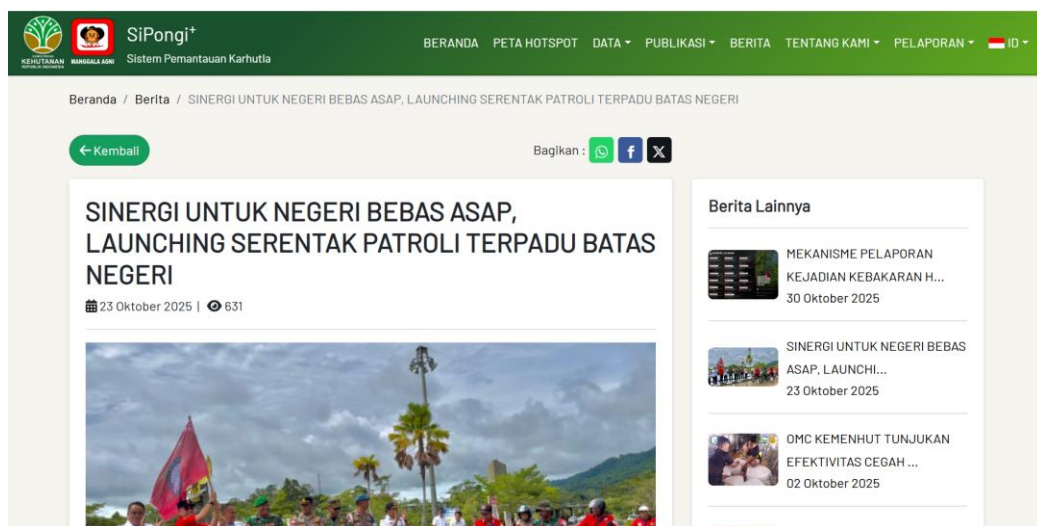 SiPongi+
Sistem Pemantauan Karhutla
KEHUTANAN
MANGGALA AGNI
BERANDA PETA HOTSPOT DATA PUBLIKASI BERITA TENTANG KAMI PELAPORAN ID
Beranda / Berita / SINERGI UNTUK NEGERI BEBAS ASAP, LAUNCHING SERENTAK PATROLI TERPADU BATAS NEGERI
← Kembali
Bagikan :
SINERGI UNTUK NEGERI BEBAS ASAP,
LAUNCHING SERENTAK PATROLI TERPADU BATAS
NEGERI
23 Oktober 2025 | 631
Berita Lainnya
MEKANISME PELAPORAN
KEJADIAN KEBAKARAN H...
30 Oktober 2025
SINERGI UNTUK NEGERI BEBAS
ASAP, LAUNCHI...
23 Oktober 2025
OMC KEMENHUT TUNJUKAN
EFEKTIVITAS CEGAH ...
02 Oktober 2025